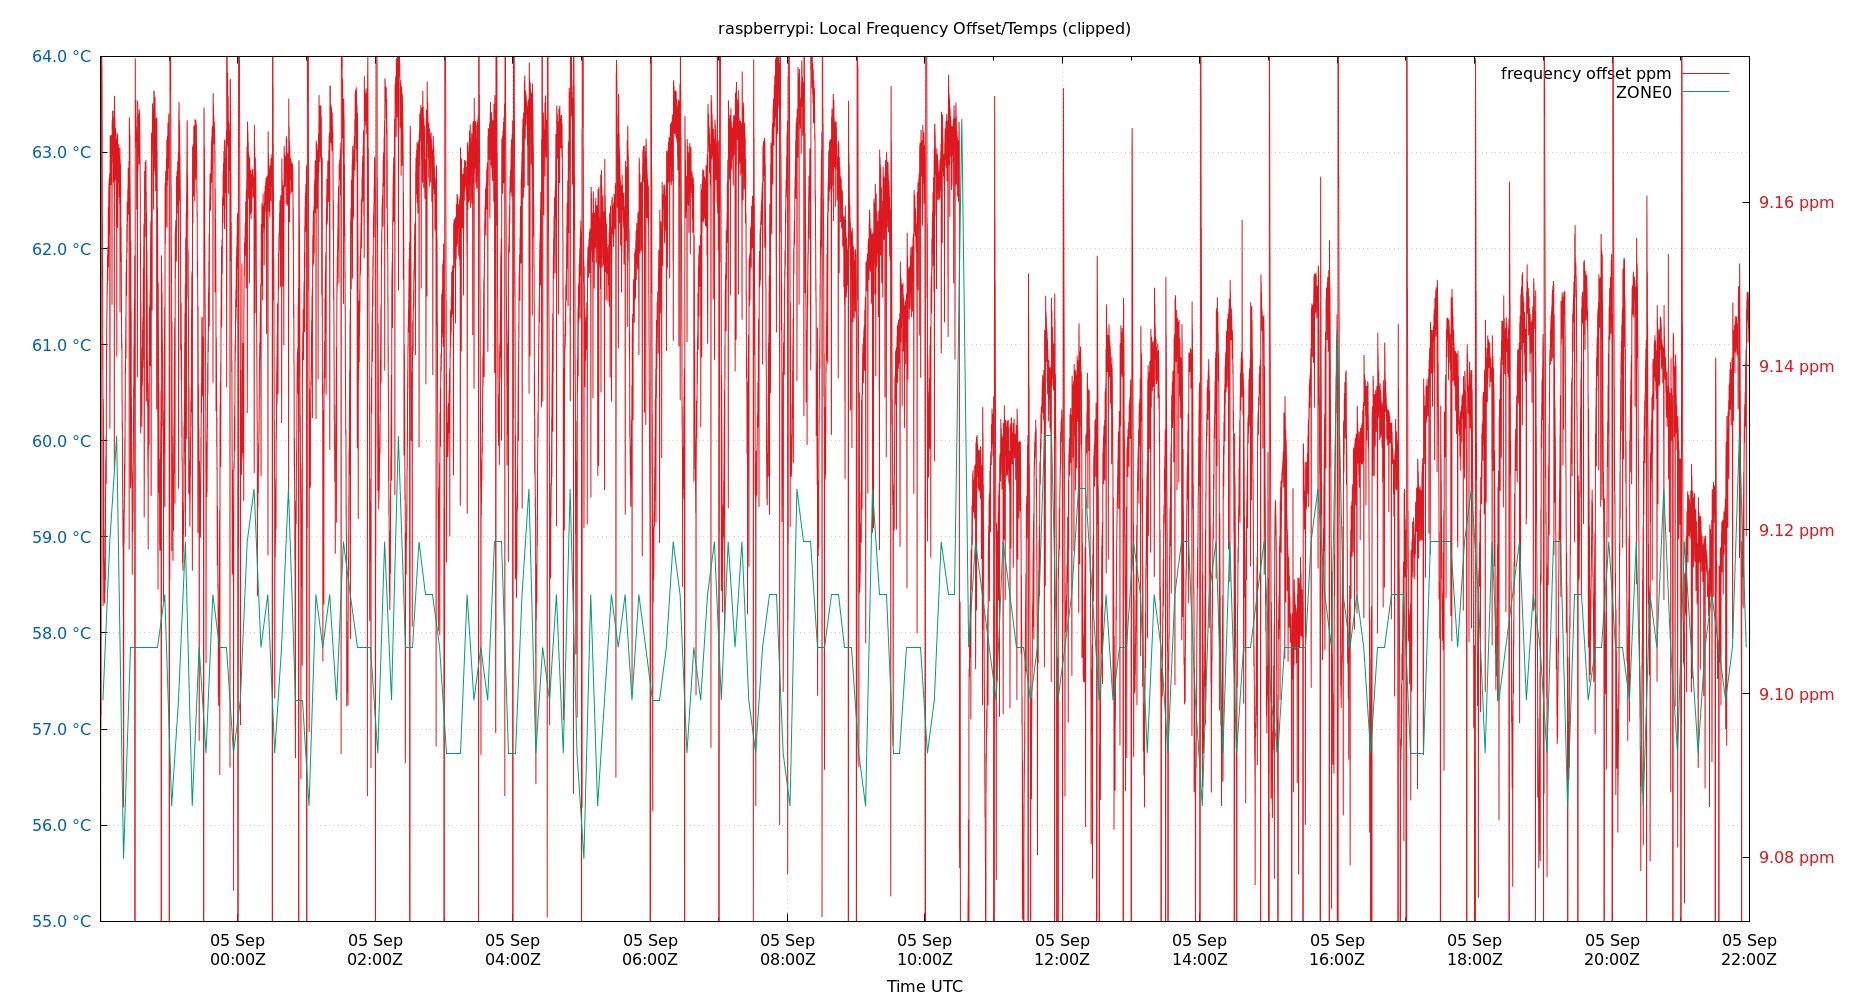 raspberrypi: Local Frequency Offset/Temps (clipped)
frequency offset ppm
ZONE0
64.0 °C
63.0 °C
62.0 °C
61.0 °C
60.0 °C
59.0 °C
58.0 °C
57.0 °C
56.0 °C
55.0 °C
9.16 ppm
9.14 ppm
9.12 ppm
9.10 ppm
9.08 ppm
05 Sep
00:00Z
05 Sep
02:00Z
05 Sep
04:00Z
05 Sep
06:00Z
05 Sep
08:00Z
05 Sep
10:00Z
05 Sep
12:00Z
05 Sep
14:00Z
05 Sep
16:00Z
05 Sep
18:00Z
05 Sep
20:00Z
05 Sep
22:00Z
Time UTC